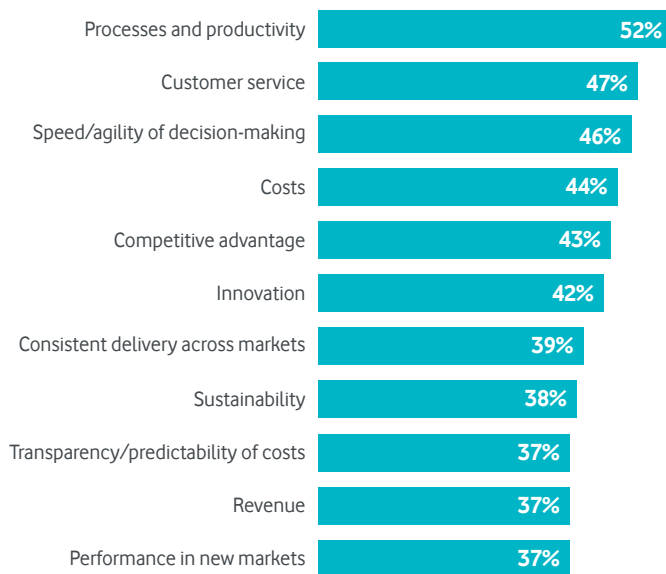 Processes and productivity 52%
Customer service 47%
Speed/agility of decision-making 46%
Costs 44%
Competitive advantage 43%
Innovation 42%
Consistent delivery across markets 39%
Sustainability 38%
Transparency/predictability of costs 37%
Revenue 37%
Performance in new markets 37%